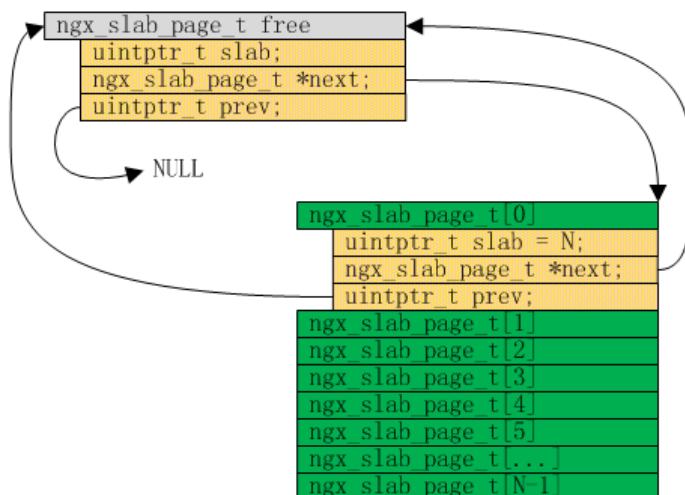 ngx_slab_page_t free
uintptr_t slab;
ngx_slab_page_t *next;
uintptr_t prev;
NULL
ngx_slab_page_t[0]
uintptr_t slab = N;
ngx_slab_page_t *next;
uintptr_t prev;
ngx_slab_page_t[1]
ngx_slab_page_t[2]
ngx_slab_page_t[3]
ngx_slab_page_t[4]
ngx_slab_page_t[5]
ngx_slab_page_t[...]
ngx_slab_page_t[N-1]